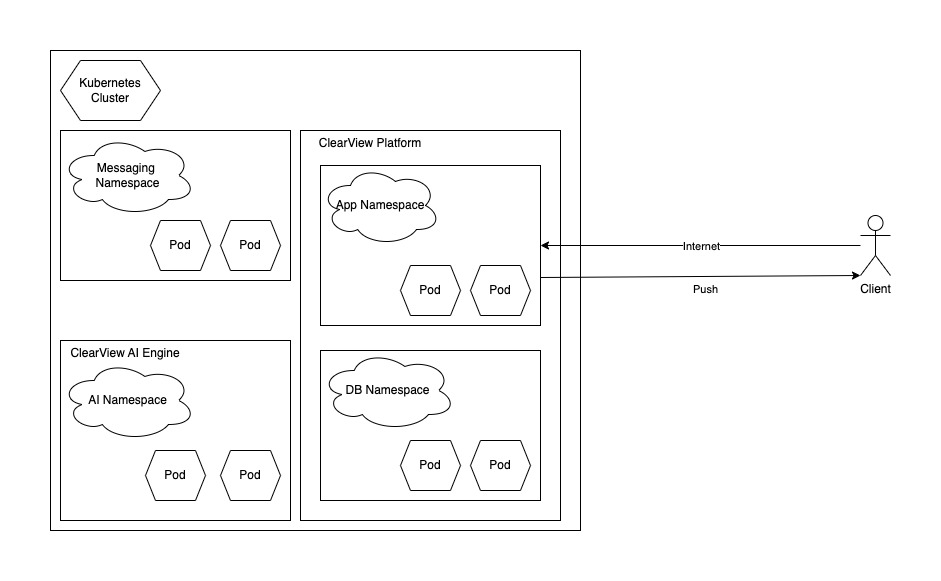 Kubernetes
Cluster
Messaging
Namespace
Pod
Pod
ClearView Platform
App Namespace
Pod
Pod
Internet
Push
Client
ClearView AI Engine
AI Namespace
Pod
Pod
DB Namespace
Pod
Pod